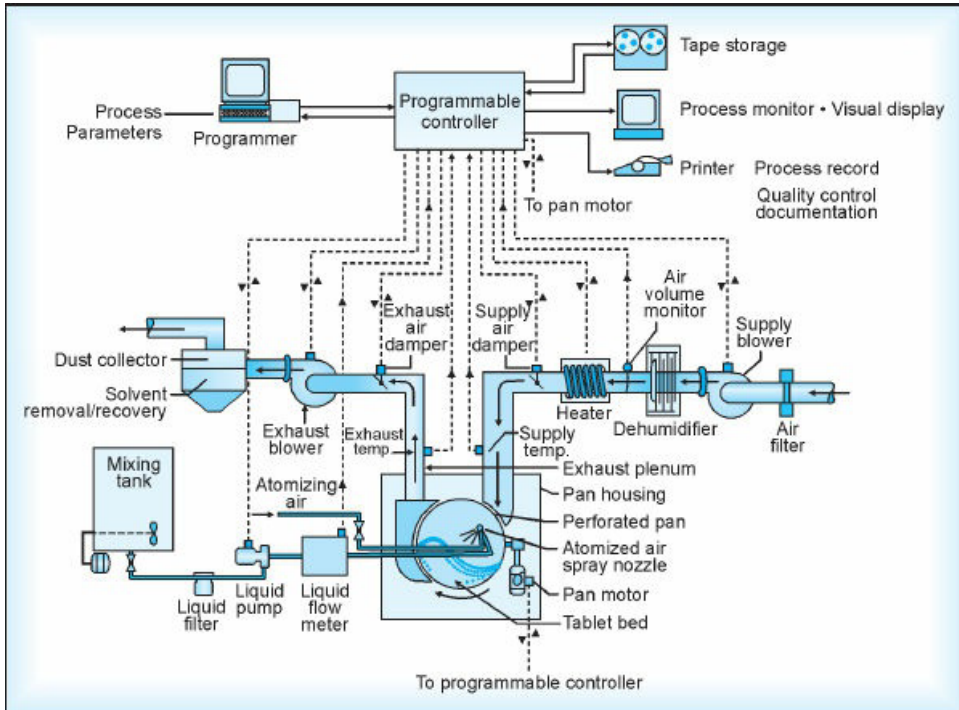 Tape storage
Programmable
controller
Process monitor • Visual display
Process
Parameters
Programmer
Printer Process record
Quality control
documentation
To pan motor
Exhaust
air
damper
Supply
air
damper
Air
volume
monitor
Supply
blower
Dust collector
Solvent
removal/recovery
Exhaust
blower
Exhaust
temp.
Supply
temp.
Heater
Dehumidifier
Air
filter
Mixing
tank
Atomizing
air
Exhaust plenum
Pan housing
Perforated pan
Atomized air
spray nozzle
Pan motor
Tablet bed
Liquid
filter
Liquid
pump
Liquid
flow
meter
To programmable controller